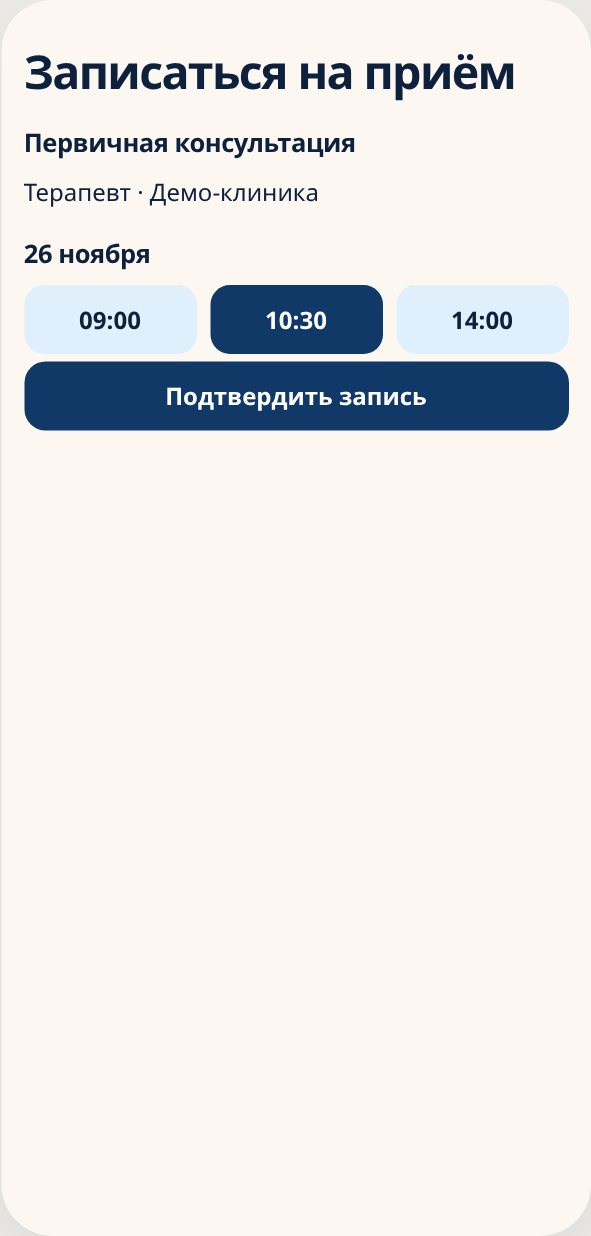 Записаться на приём
Первичная консультация
Терапевт · Демо-клиника
26 ноября
09:00 10:30 14:00
Подтвердить запись